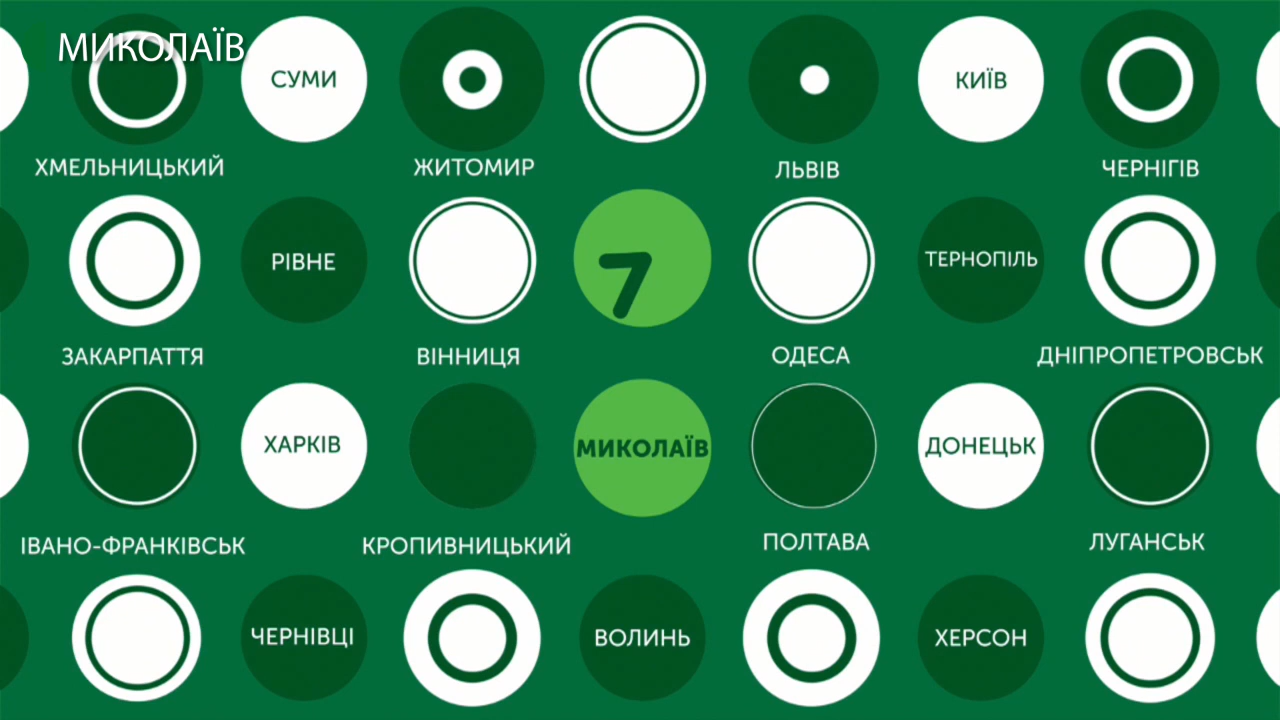 МИКОЛАЇВ
СУМИ
КИЇВ
ХМЕЛЬНИЦЬКИЙ
ЖИТОМИР
ЛЬВІВ
ЧЕРНІГІВ
РІВНЕ
ТЕРНОПІЛЬ
ЗАКАРПАТТЯ
ВІННИЦЯ
ОДЕСА
ДНІПРОПЕТРОВСЬК
ХАРКІВ
МИКОЛАЇВ
ДОНЕЦЬК
ІВАНО-ФРАНКІВСЬК
КРОПИВНИЦЬКИЙ
ПОЛТАВА
ЛУГАНСЬК
ЧЕРНІВЦІ
ВОЛИНЬ
ХЕРСОН